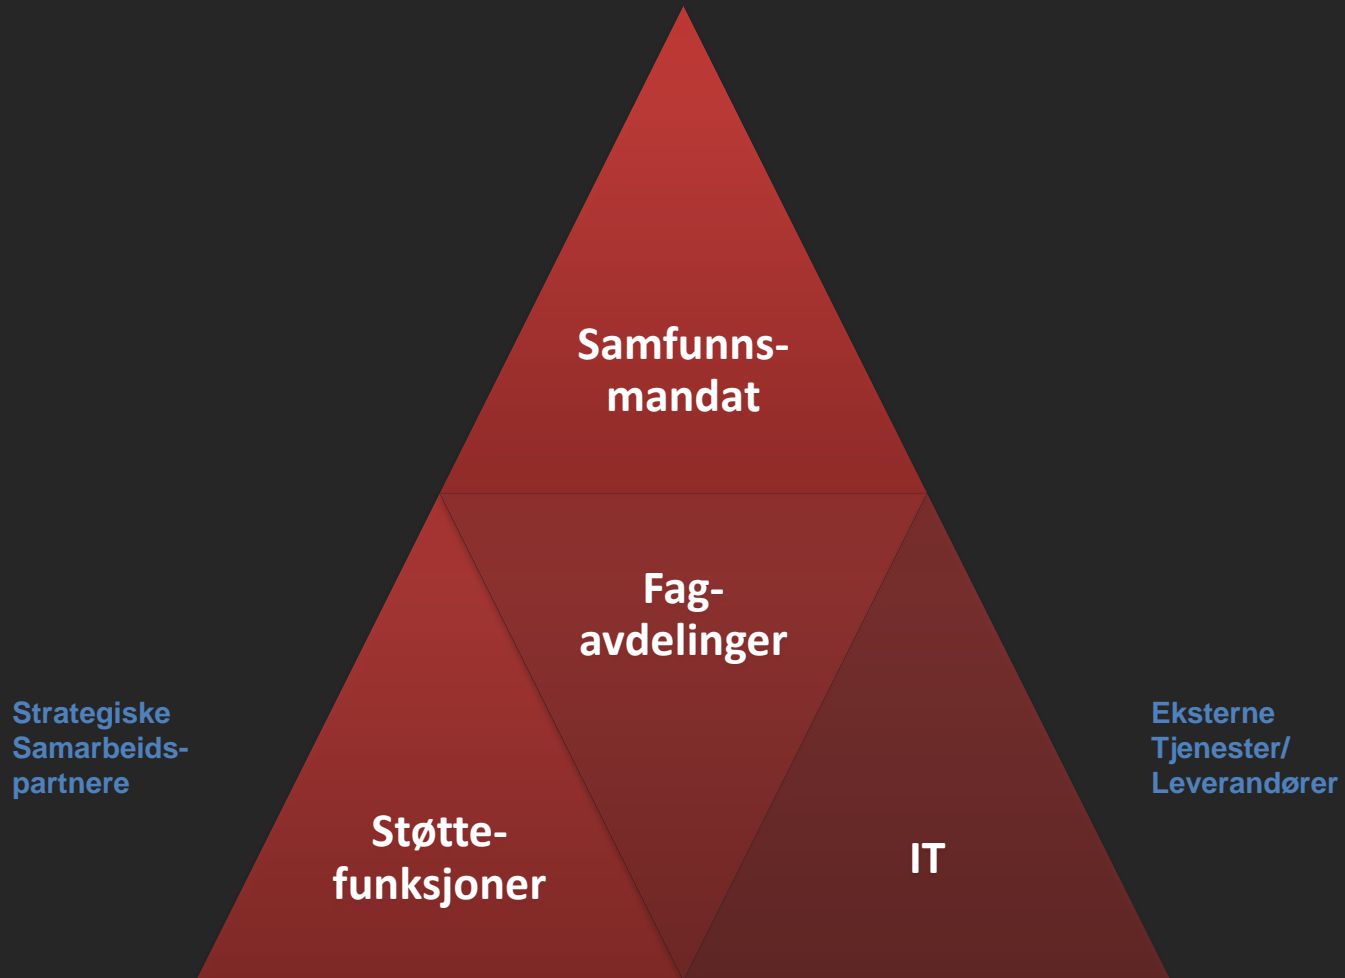 Samfunns-
mandat
Fag-
avdelinger
Strategiske
Samarbeids-
partnere
Eksterne
Tjenester/
Leverandører
Støtte-
funksjoner
IT